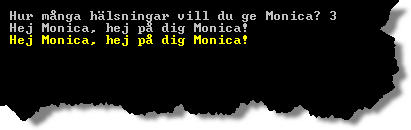 Hur många hälsningar vill du ge Monica? 3
Hej Monica, hej på dig Monica!
Hej Monica, hej på dig Monica!